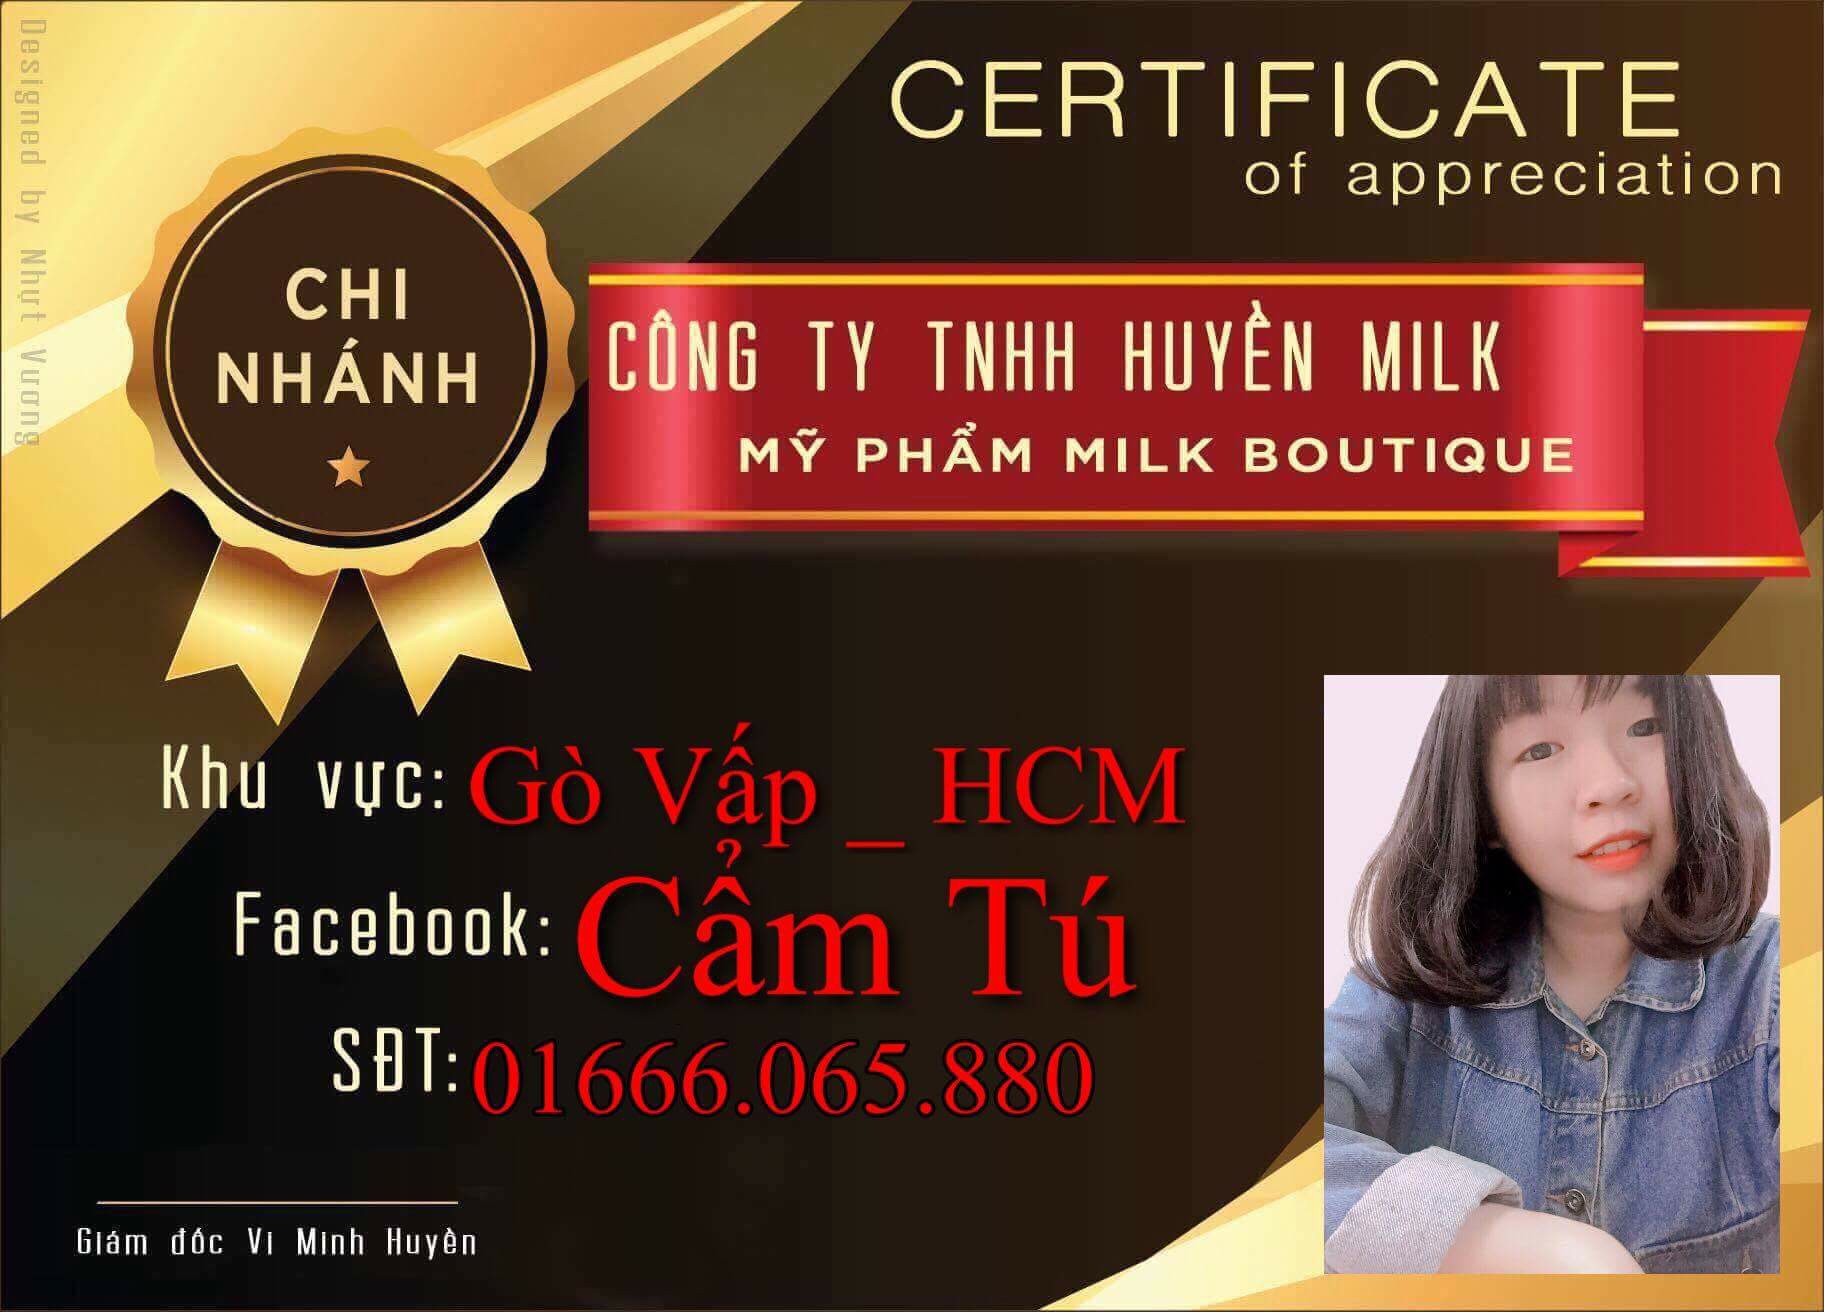 Designed by Nhựt Vương
CERTIFICATE
of appreciation
CHI
NHÁNH
CÔNG TY TNHH HUYỀN MILK
MỸ PHẨM MILK BOUTIQUE
Khu vực: Gò Vấp _ HCM
Facebook: Cẩm Tú
SĐT: 01666.065.880
Giám đốc Vi Minh Huyền